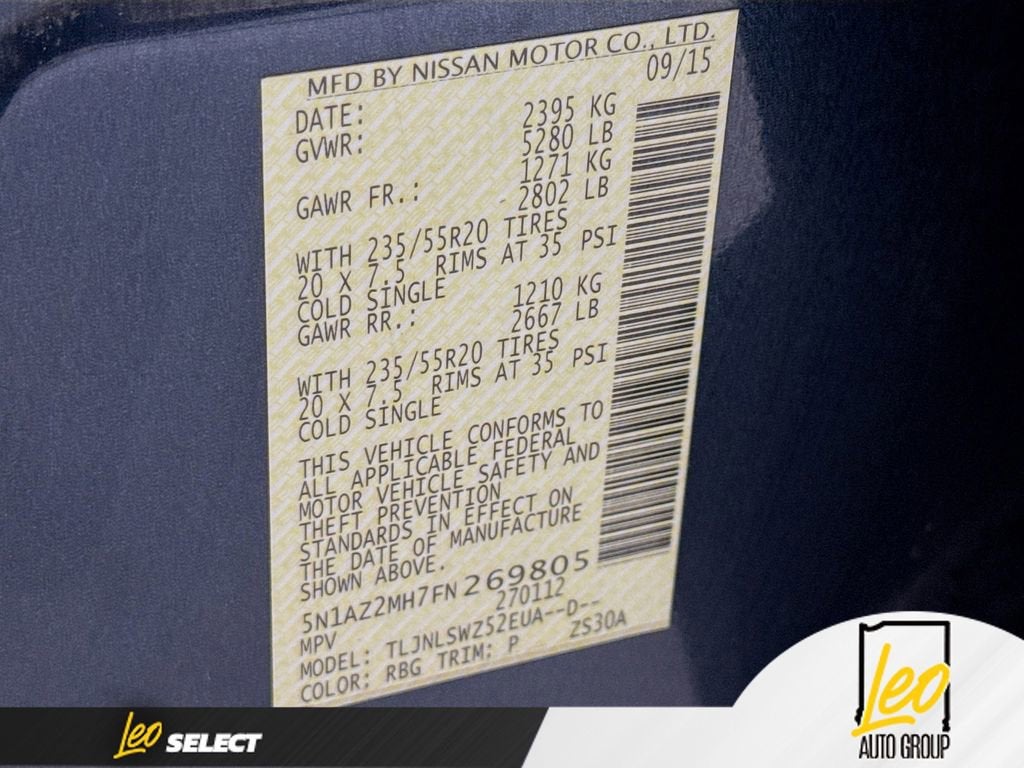 MFD BY NISSAN MOTOR CO., LTD.
DATE: 09/15
GVWR: 2395 KG
5280 LB
GAWR FR.: 1271 KG
2802 LB
WITH 235/55R20 TIRES
20 X 7.5 RIMS AT 35 PSI
COLD SINGLE
GAWR RR.: 1210 KG
2667 LB
WITH 235/55R20 TIRES
20 X 7.5 RIMS AT 35 PSI
COLD SINGLE
THIS VEHICLE CONFORMS TO
ALL APPLICABLE FEDERAL
MOTOR VEHICLE SAFETY AND
THEFT PREVENTION
STANDARDS IN EFFECT ON
THE DATE OF MANUFACTURE
SHOWN ABOVE.
5N1AZ2MH7FN269805
MPV 270112
MODEL: TLJNLSWZ52EUA--D--
COLOR: RBG TRIM: P ZS30A
Leo SELECT
Leo
AUTO GROUP